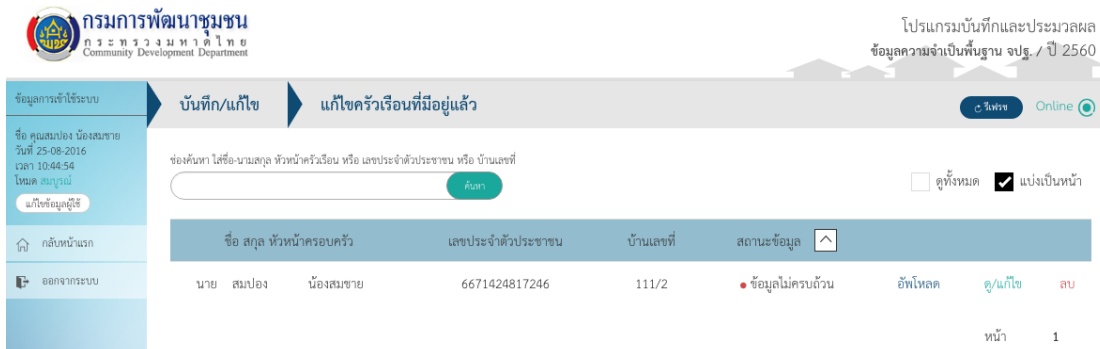 กรมการพัฒนาชุมชน
กระทรวงมหาดไทย
Community Development Department
โปรแกรมบันทึกและประมวลผล
ข้อมูลความจำเป็นพื้นฐาน จปฐ. / ปี 2560
ข้อมูลการเข้าใช้ระบบ
บันทึก/แก้ไข
แก้ไขครัวเรือนที่มีอยู่แล้ว
รีเฟรช
Online
ชื่อ คุณสมปอง น้องสมชาย
วันที่ 25-08-2016
เวลา 10:44:54
โหมด สมบูรณ์
แก้ไขข้อมูลผู้ใช้
กลับหน้าแรก
ออกจากระบบ
ช่องค้นหา ใส่ชื่อ-นามสกุล หัวหน้าครัวเรือน หรือ เลขประจำตัวประชาชน หรือ บ้านเลขที่
ค้นหา
ดูทั้งหมด แบ่งเป็นหน้า
ชื่อ สกุล หัวหน้าครอบครัว เลขประจำตัวประชาชน บ้านเลขที่ สถานะข้อมูล
นาย สมปอง น้องสมชาย 6671424817246 111/2 ข้อมูลไม่ครบถ้วน อัพโหลด ดู/แก้ไข ลบ
หน้า 1